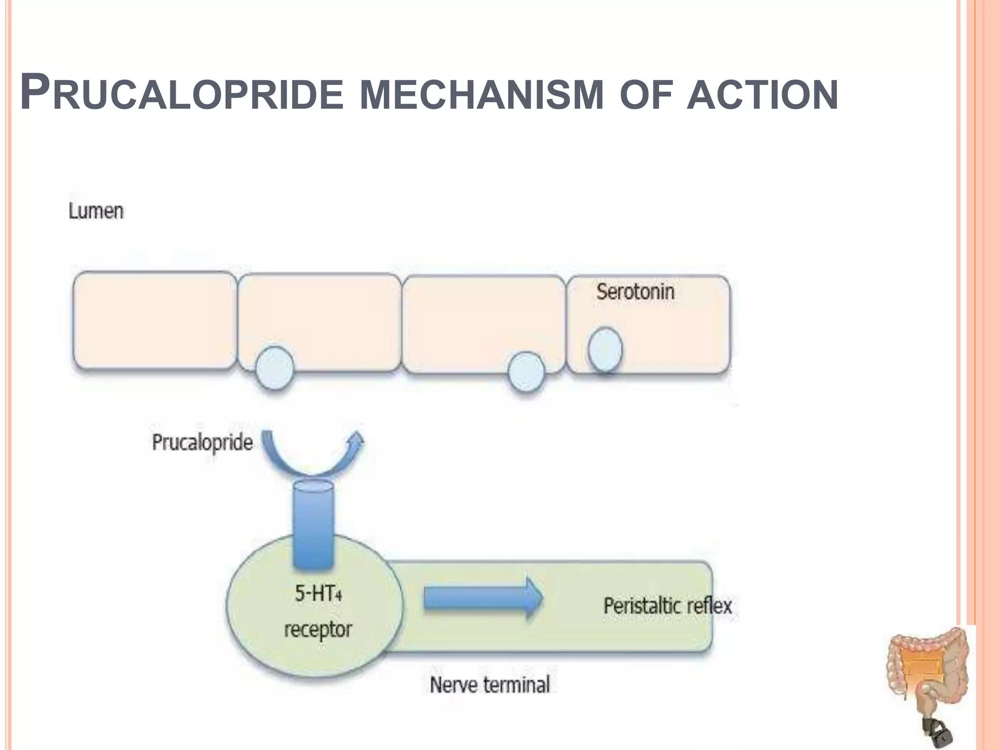 PRUCALOPRIDE MECHANISM OF ACTION
Lumen
Serotonin
Prucalopride
5-HT₄
receptor
Peristaltic reflex
Nerve terminal